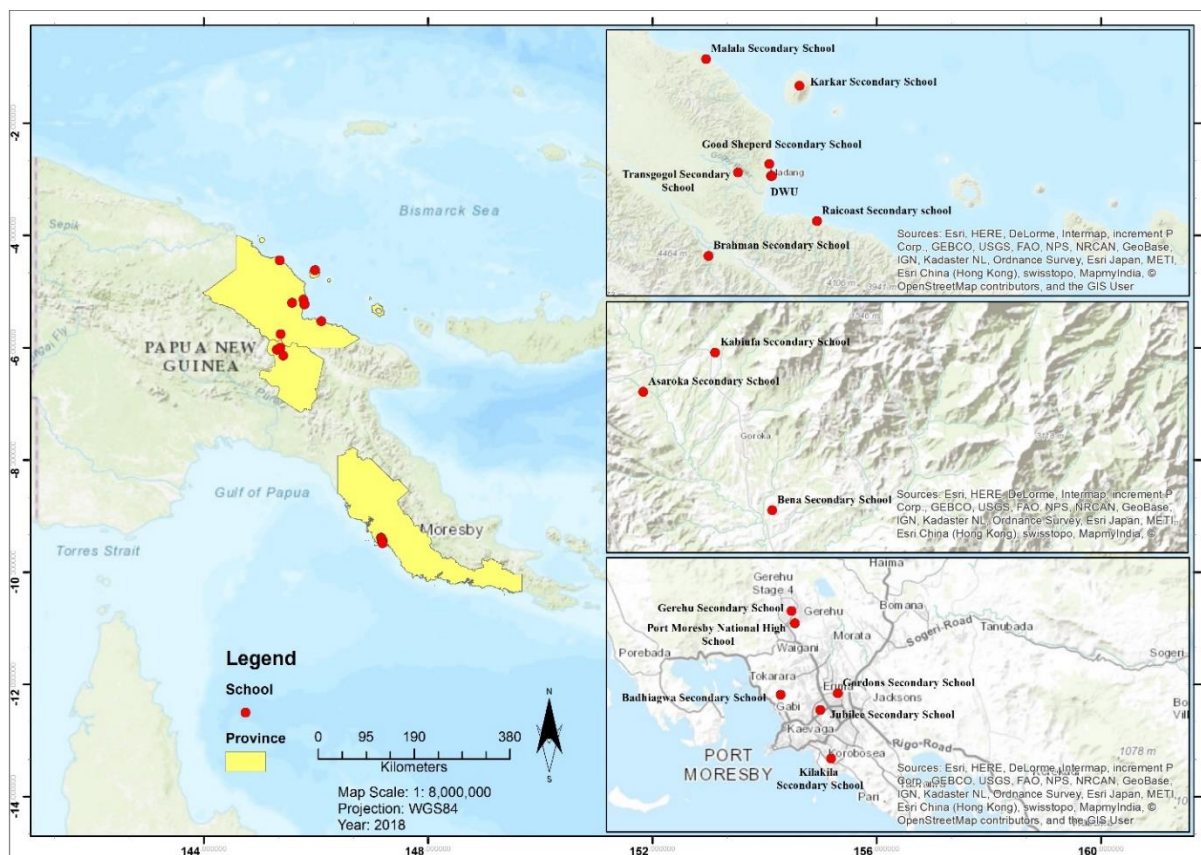 -2
-4
-6
-8
-10
-12
-14
144
148
152
156
160
Sepik
Bismarck Sea
PAPUA NEW
GUINEA
Gulf of Papua
Moresby
Torres Strait
Legend
School
Province
N
S
0 95 190 380
Kilometers
Map Scale: 1: 8,000,000
Projection: WGS84
Year: 2018
Malala Secondary School
Karkar Secondary School
Good Sheperd Secondary School
Transgogol Secondary
School
DWU
Raicoast Secondary school
Brahman Secondary School
4464 m
4106 m
Sources: Esri, HERE, DeLorme, Intermap, increment P
Corp., GEBCO, USGS, FAO, NPS, NRCAN, GeoBase,
IGN, Kadaster NL, Ordnance Survey, Esri Japan, METI,
Esri China (Hong Kong), swisstopo, MapmyIndia, ©
OpenStreetMap contributors, and the GIS User
Kabinfa Secondary School
Asaroka Secondary School
Goroka
Bena Secondary School
Sources: Esri, HERE, DeLorme, Intermap, increment P
Corp., GEBCO, USGS, FAO, NPS, NRCAN, GeoBase,
IGN, Kadaster NL, Ordnance Survey, Esri Japan, METI,
Esri China (Hong Kong), swisstopo, MapmyIndia, ©
Haima
Gerehu
Stage 4
Gerehu Secondary School
Gerehu
Bomana
Port Moresby National High
School
Morata
Sogeri Road
Tanubada
Waigani
Porebada
Sogeri
Tokarara
Gordons Secondary School
Badihagwa Secondary School
Gabi
Jacksons
Jubilee Secondary School
Kaevaga
PORT
MORESBY
Korobosea
Rigo-Road
1078 m
Kilakila
Secondary School
Pari
Sources: Esri, HERE, DeLorme, Intermap, increment P
Corp., GEBCO, USGS, FAO, NPS, NRCAN, GeoBase,
IGN, Kadaster NL, Ordnance Survey, Esri Japan, METI,
Esri China (Hong Kong), swisstopo, MapmyIndia, ©
OpenStreetMap contributors, and the GIS User